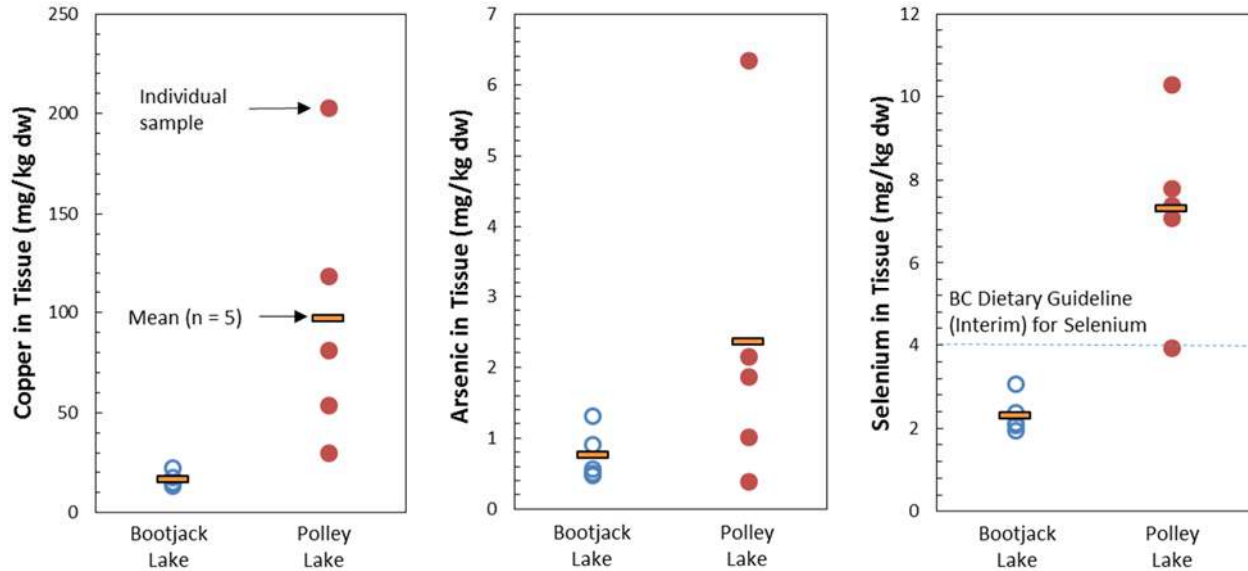 Copper in Tissue (mg/kg dw)
250
200
150
100
50
0
Individual
sample
Mean (n = 5)
Bootjack
Lake
Polley
Lake
Arsenic in Tissue (mg/kg dw)
7
6
5
4
3
2
1
0
Bootjack
Lake
Polley
Lake
Selenium in Tissue (mg/kg dw)
12
10
8
6
4
2
0
BC Dietary Guideline
(Interim) for Selenium
Bootjack
Lake
Polley
Lake